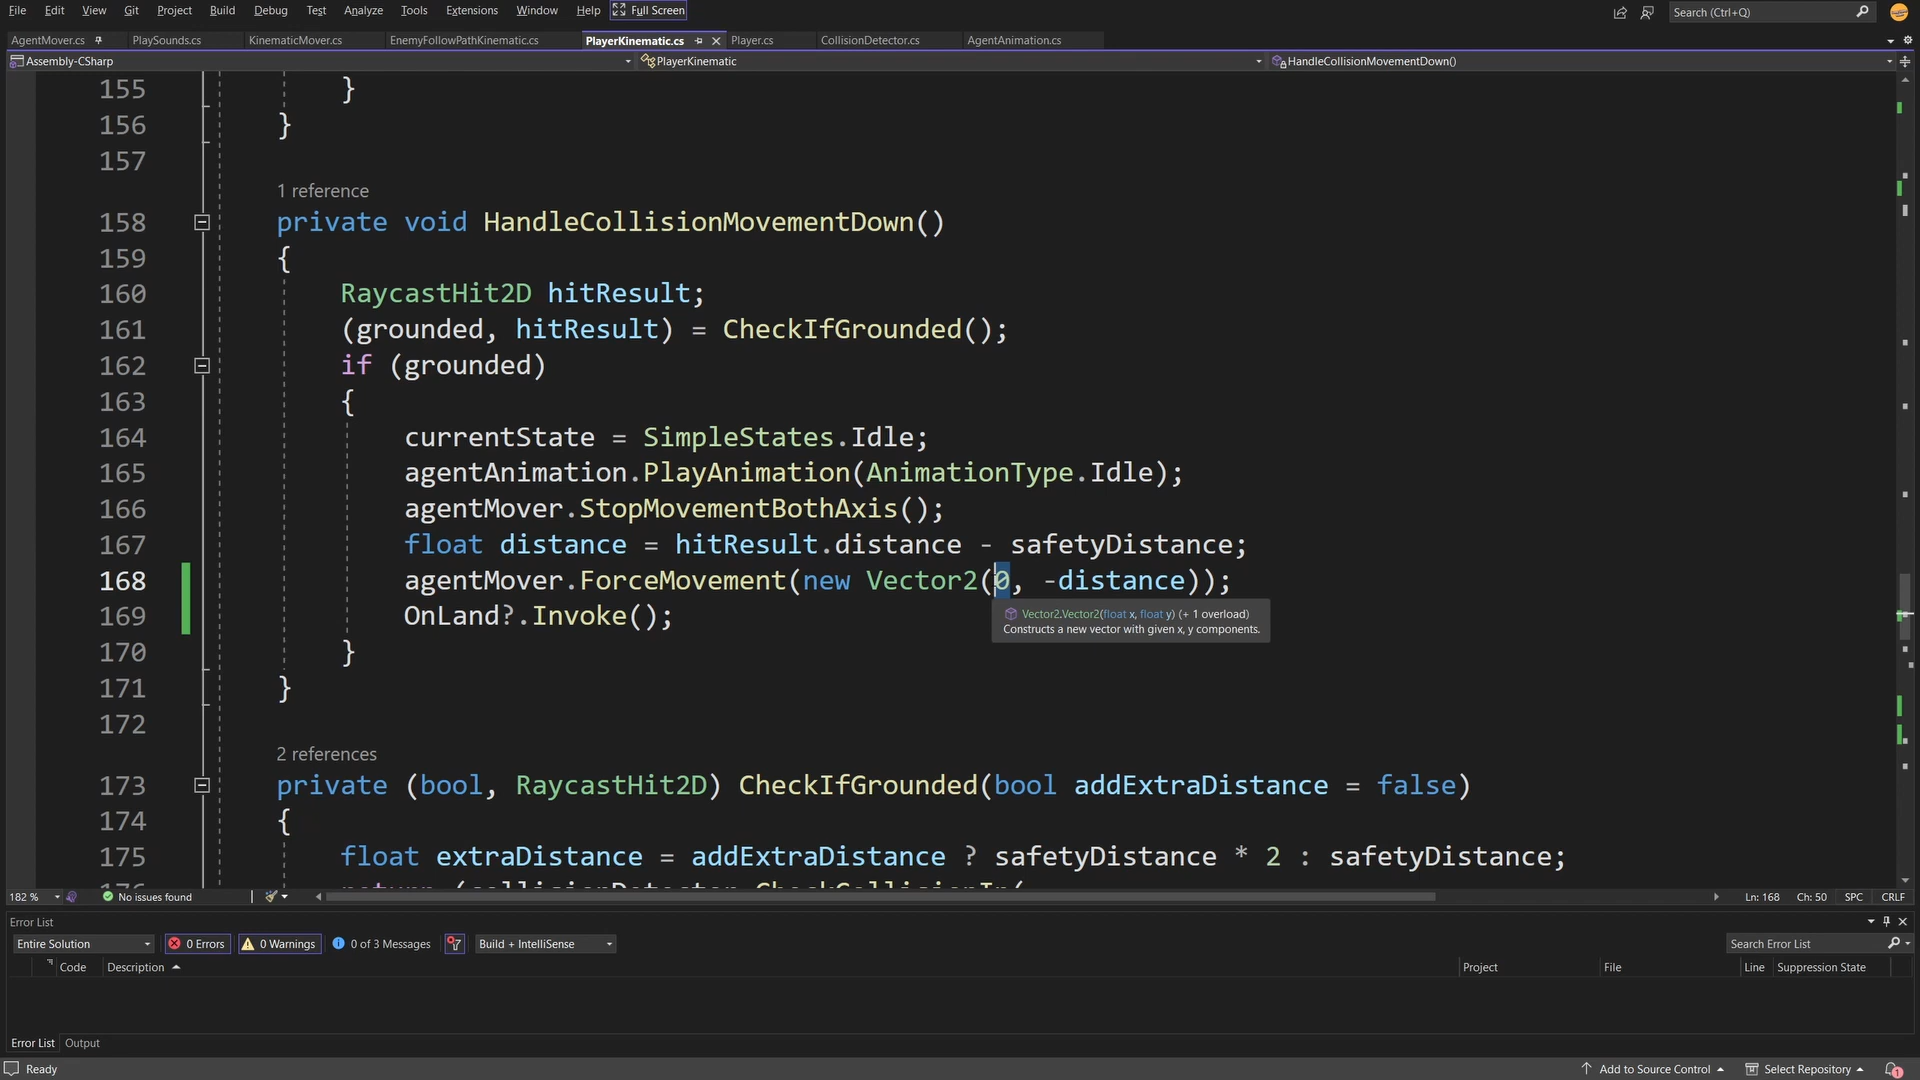 File Edit View Git Project Build Debug Test Analyze Tools Extensions Window Help Full Screen Search (Ctrl+Q)
AgentMover.cs PlaySounds.cs KinematicMover.cs EnemyFollowPathKinematic.cs PlayerKinematic.cs Player.cs CollisionDetector.cs AgentAnimation.cs
Assembly-CSharp PlayerKinematic HandleCollisionMovementDown()
155 }
156 }
157
1 reference
158 private void HandleCollisionMovementDown()
159 {
160 RaycastHit2D hitResult;
161 (grounded, hitResult) = CheckIfGrounded();
162 if (grounded)
163 {
164 currentState = SimpleStates.Idle;
165 agentAnimation.PlayAnimation(AnimationType.Idle);
166 agentMover.StopMovementBothAxis();
167 float distance = hitResult.distance - safetyDistance;
168 agentMover.ForceMovement(new Vector2(0, -distance));
Vector2.Vector2(float x, float y) (+ 1 overload)
169 OnLand?.Invoke();
Constructs a new vector with given x, y components.
170 }
171 }
172
2 references
173 private (bool, RaycastHit2D) CheckIfGrounded(bool addExtraDistance = false)
174 {
175 float extraDistance = addExtraDistance ? safetyDistance * 2 : safetyDistance;
182 % No issues found Ln: 168 Ch: 50 SPC CRLF
Error List
Entire Solution 0 Errors 0 Warnings 0 of 3 Messages Build + IntelliSense Search Error List
Code Description Project File Line Suppression State
Error List Output
Ready Add to Source Control Select Repository 1